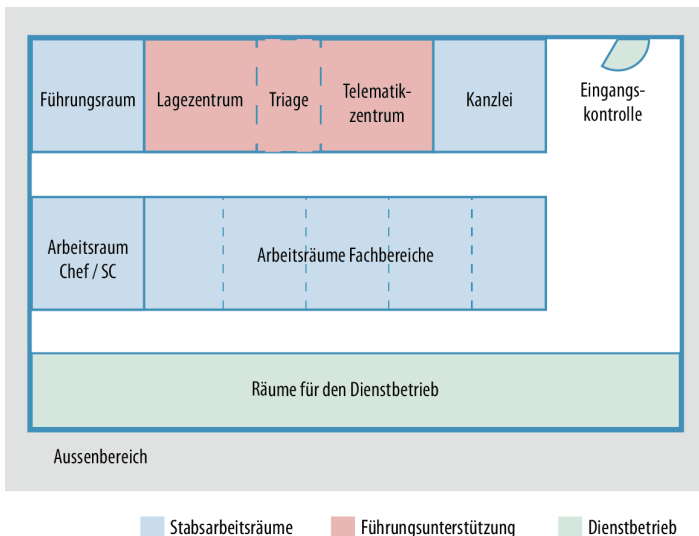 Führungsraum
Lagezentrum
Triage
Telematik-
zentrum
Kanzlei
Eingangs-
kontrolle
Arbeitsraum
Chef / SC
Arbeitsräume Fachbereiche
Räume für den Dienstbetrieb
Aussenbereich
Stabsarbeitsräume
Führungsunterstützung
Dienstbetrieb